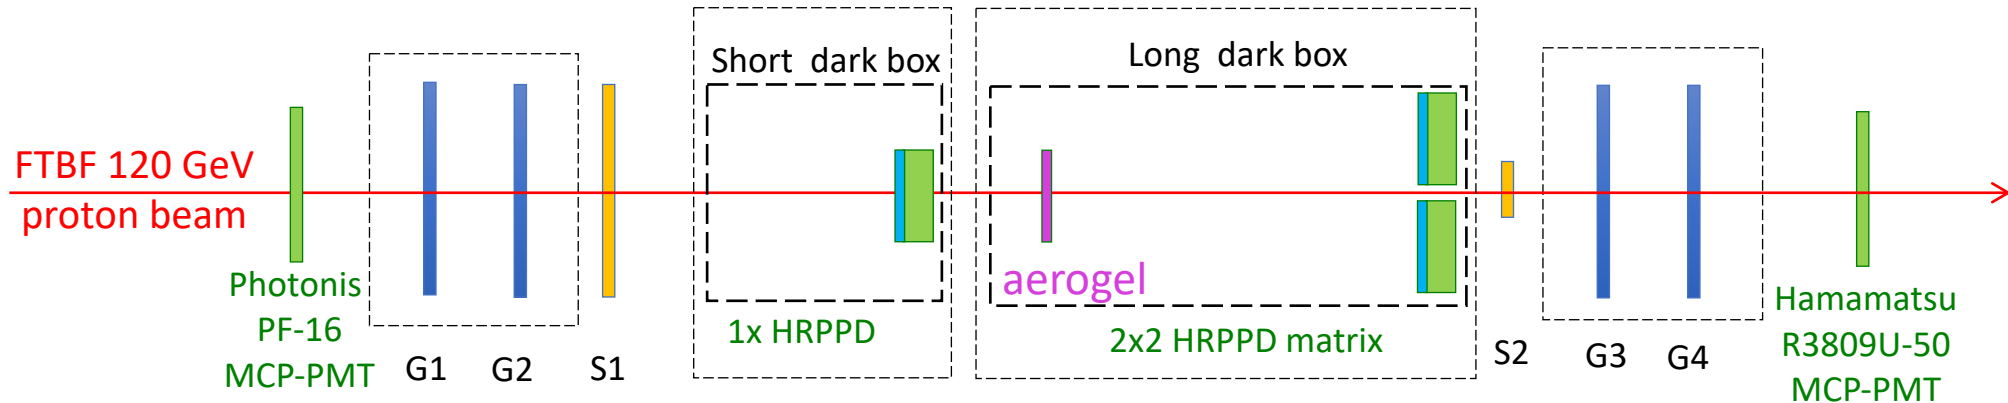 FTBF 120 GeV
proton beam
Photonis
PF-16
MCP-PMT
G1
G2
S1
Short dark box
1x HRPPD
Long dark box
aerogel
2x2 HRPPD matrix
S2
G3
G4
Hamamatsu
R3809U-50
MCP-PMT